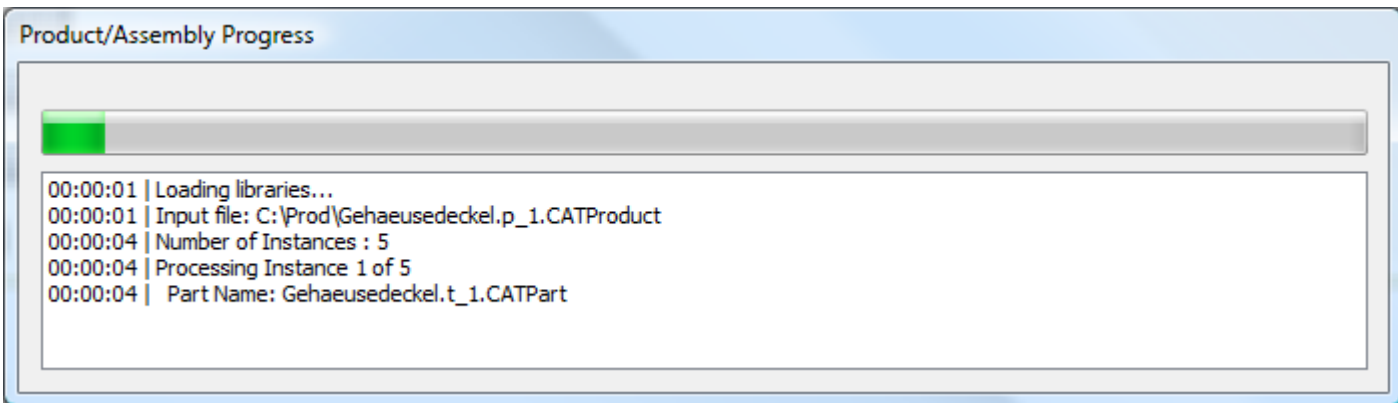 Product/Assembly Progress
00:00:01 | Loading libraries...
00:00:01 | Input file: C:\Prod\Gehaeusedeckel.p_1.CATProduct
00:00:04 | Number of Instances : 5
00:00:04 | Processing Instance 1 of 5
00:00:04 |   Part Name: Gehaeusedeckel.t_1.CATPart